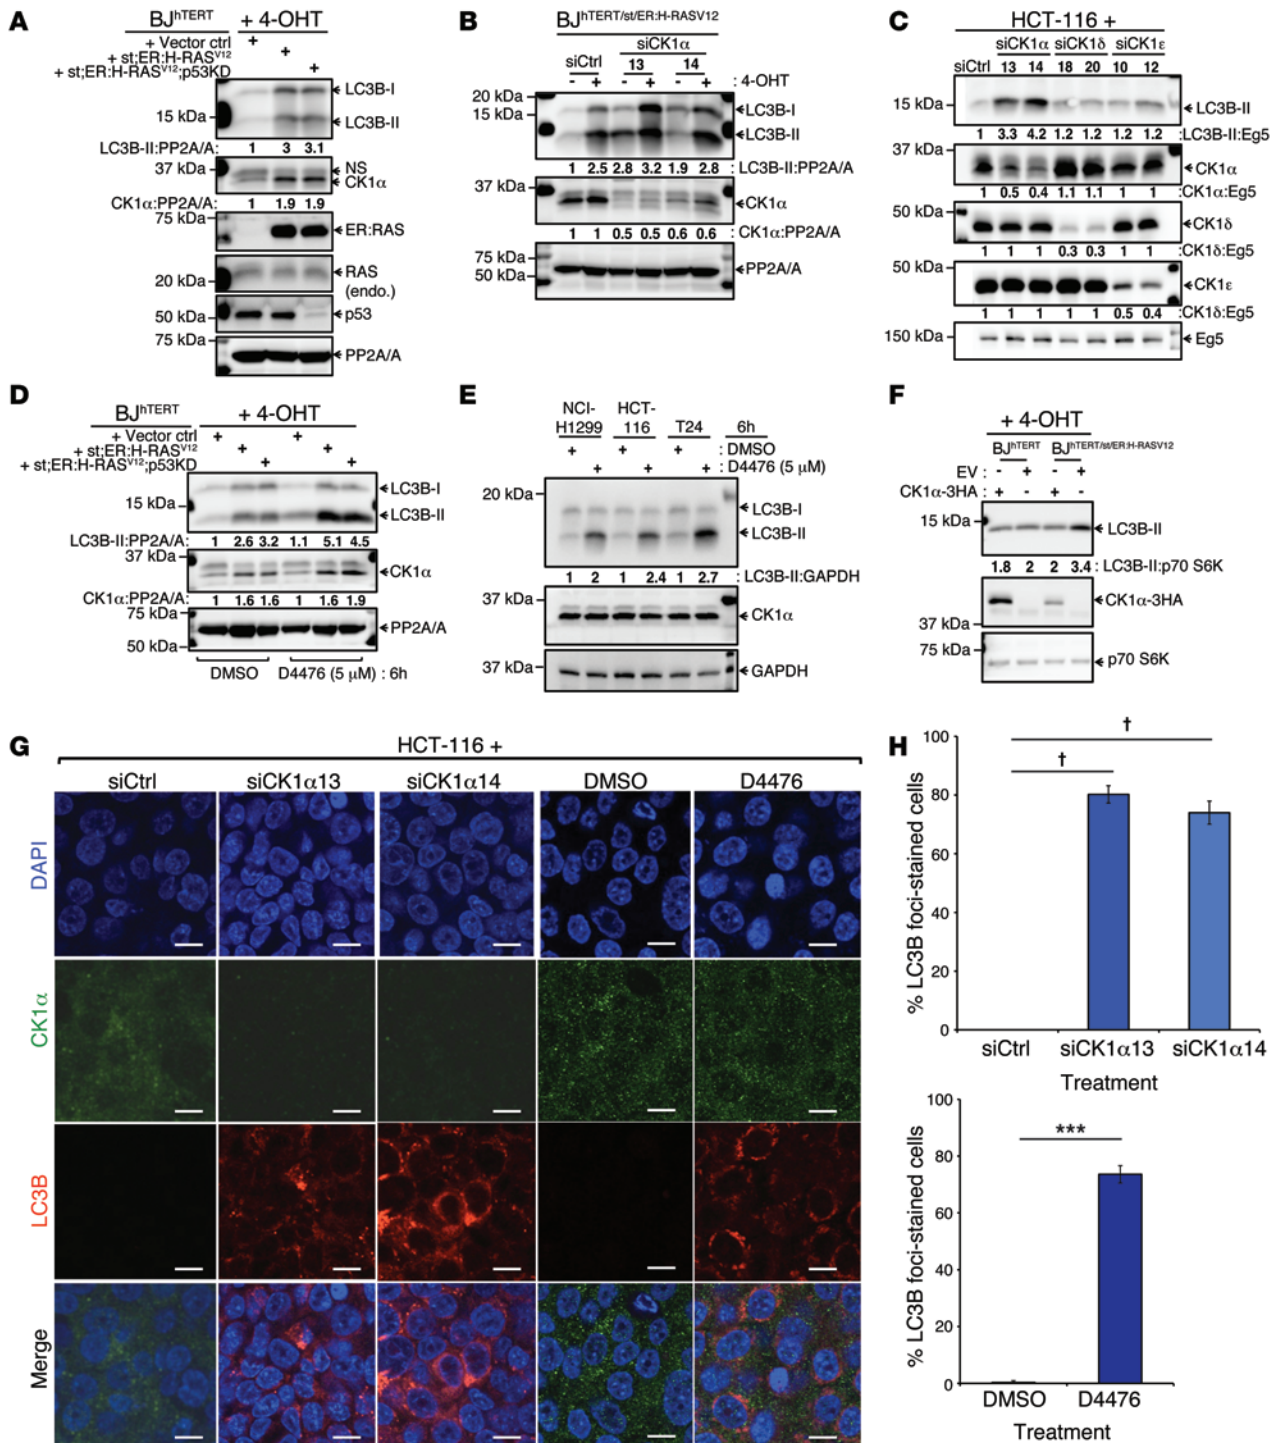 A
BJhTERT + 4-OHT
+ Vector ctrl +
+ st;ER:H-RASV12 +
+ st;ER:H-RASV12;p53KD +
LC3B-I
15 kDa
LC3B-II
LC3B-II:PP2A/A: 1 3 3.1
37 kDa
NS
CK1α
CK1α:PP2A/A: 1 1.9 1.9
75 kDa
ER:RAS
RAS
20 kDa
(endo.)
50 kDa p53
75 kDa
PP2A/A
B
BJhTERT/st/ER:H-RASV12
siCK1α
siCtrl 13 14
- + - + - + : 4-OHT
20 kDa
15 kDa
LC3B-I
LC3B-II
1 2.5 2.8 3.2 1.9 2.8 : LC3B-II:PP2A/A
37 kDa
CK1α
1 1 0.5 0.5 0.6 0.6 : CK1α:PP2A/A
75 kDa
50 kDa
PP2A/A
C
HCT-116 +
siCK1α siCK1δ siCK1ε
siCtrl 13 14 18 20 10 12
15 kDa LC3B-II
1 3.3 4.2 1.2 1.2 1.2 1.2 :LC3B-II:Eg5
37 kDa
CK1α
1 0.5 0.4 1.1 1.1 1 1 :CK1α:Eg5
50 kDa
CK1δ
1 1 1 0.3 0.3 1 1 :CK1δ:Eg5
50 kDa
CK1ε
1 1 1 1 1 0.5 0.4 :CK1δ:Eg5
150 kDa Eg5
D
BJhTERT + 4-OHT
+ Vector ctrl + +
+ st;ER:H-RASV12 + +
+ st;ER:H-RASV12;p53KD + +
LC3B-I
15 kDa
LC3B-II
LC3B-II:PP2A/A: 1 2.6 3.2 1.1 5.1 4.5
37 kDa
CK1α
CK1α:PP2A/A: 1 1.6 1.6 1 1.6 1.9
75 kDa
PP2A/A
50 kDa
DMSO D4476 (5 μM) : 6h
E
NCI-H1299 HCT-116 T24 6h
+ + + : DMSO
+ + + : D4476 (5 μM)
20 kDa
LC3B-I
LC3B-II
1 2 1 2.4 1 2.7 : LC3B-II:GAPDH
37 kDa
CK1α
37 kDa
GAPDH
F
+ 4-OHT
BJhTERT BJhTERT/st/ER:H-RASV12
EV : - + - +
CK1α-3HA : + - + -
15 kDa
LC3B-II
1.8 2 2 3.4 : LC3B-II:p70 S6K
CK1α-3HA
37 kDa
75 kDa
p70 S6K
G
HCT-116 +
siCtrl siCK1α13 siCK1α14 DMSO D4476
DAPI
CK1α
LC3B
Merge
H
% LC3B foci-stained cells
100
80
60
40
20
0
†
†
siCtrl siCK1α13 siCK1α14
Treatment
% LC3B foci-stained cells
100
80
60
40
20
0
***
DMSO D4476
Treatment